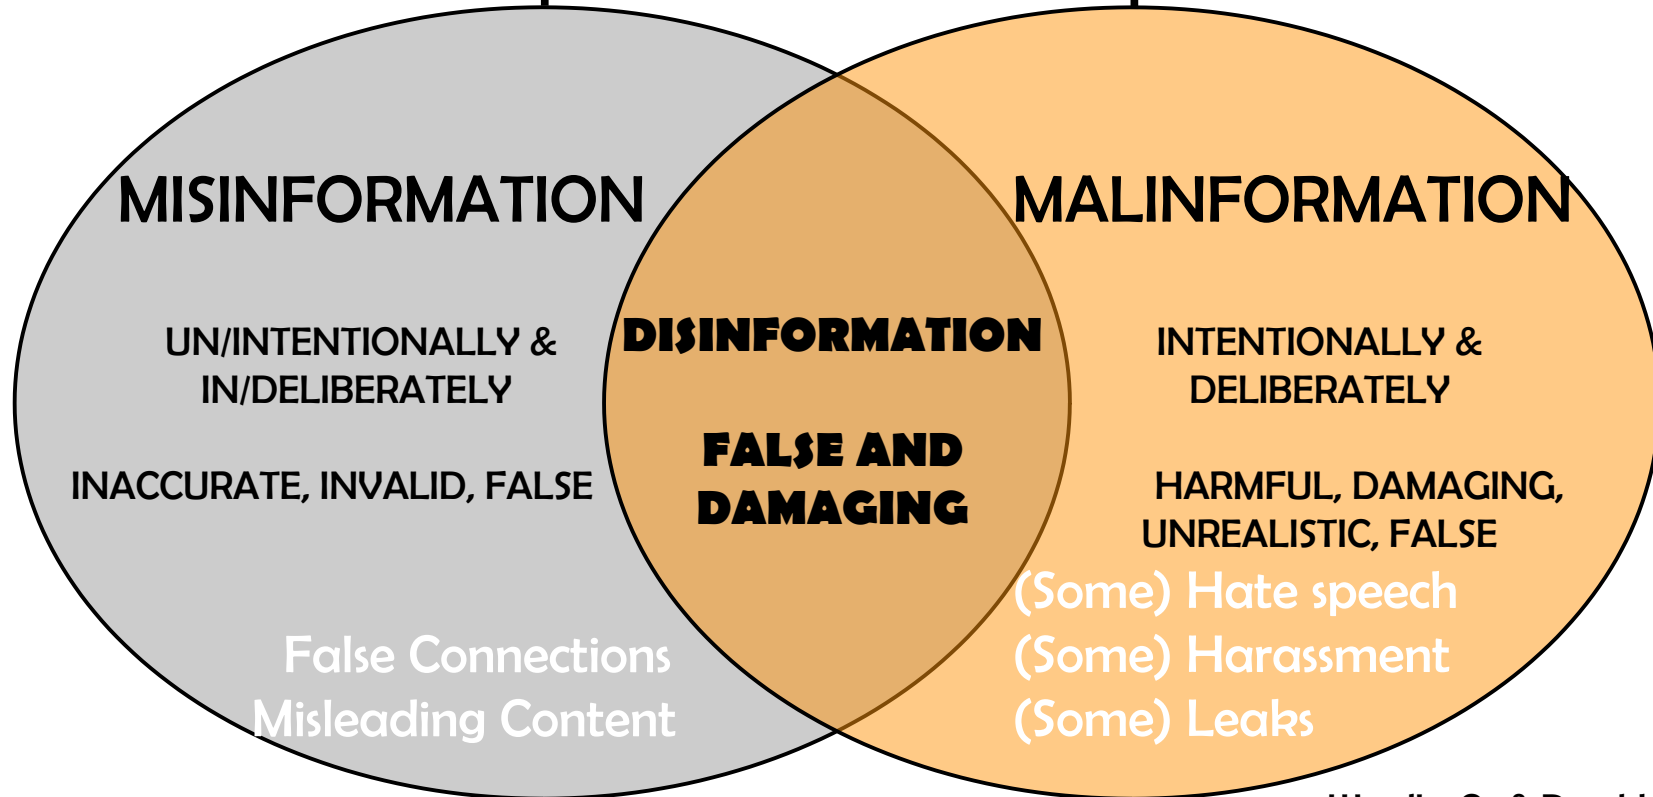 MISINFORMATION
UN/INTENTIONALLY &
IN/DELIBERATELY
INACCURATE, INVALID, FALSE
False Connections
Misleading Content
DISINFORMATION
FALSE AND
DAMAGING
MALINFORMATION
INTENTIONALLY &
DELIBERATELY
HARMFUL, DAMAGING,
UNREALISTIC, FALSE
(Some) Hate speech
(Some) Harassment
(Some) Leaks